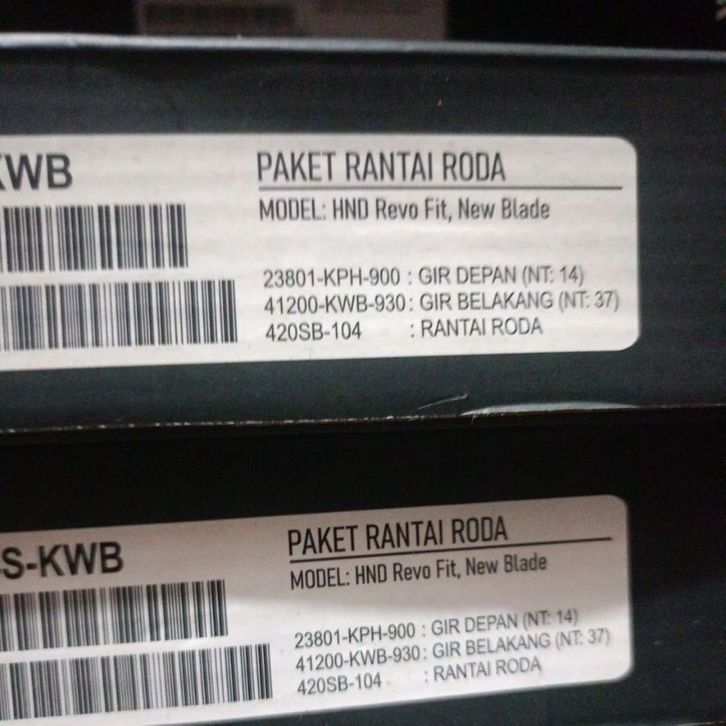 KWB
PAKET RANTAI RODA
MODEL: HND Revo Fit, New Blade
23801-KPH-900 : GIR DEPAN (NT: 14)
41200-KWB-930 : GIR BELAKANG (NT: 37)
420SB-104 : RANTAI RODA
S-KWB
PAKET RANTAI RODA
MODEL: HND Revo Fit, New Blade
23801-KPH-900 : GIR DEPAN (NT: 14)
41200-KWB-930 : GIR BELAKANG (NT: 37)
420SB-104 : RANTAI RODA